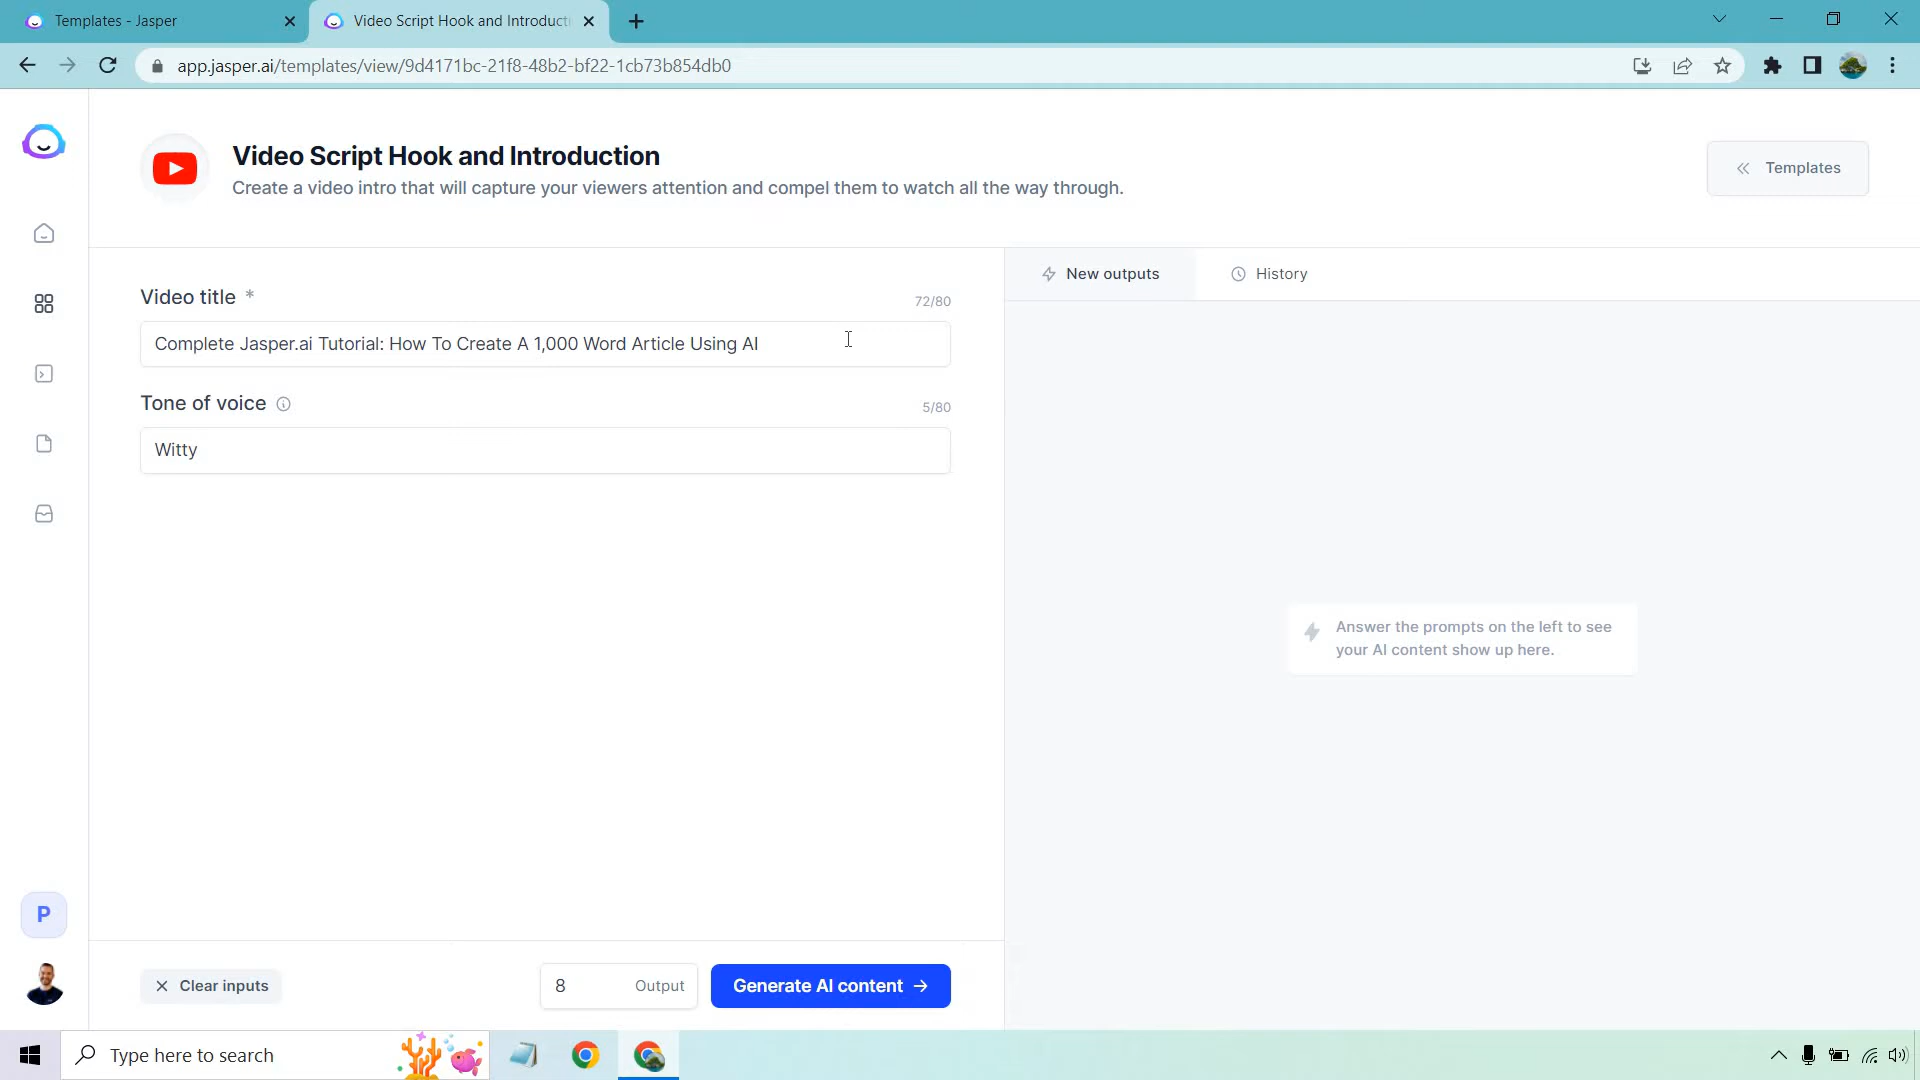 Templates - Jasper
Video Script Hook and Introducti
app.jasper.ai/templates/view/9d4171bc-21f8-48b2-bf22-1cb73b854db0
Video Script Hook and Introduction
Create a video intro that will capture your viewers attention and compel them to watch all the way through.
Templates
Video title *
72/80
Complete Jasper.ai Tutorial: How To Create A 1,000 Word Article Using AI
Tone of voice
5/80
Witty
New outputs
History
Answer the prompts on the left to see
your AI content show up here.
P
Clear inputs
8 Output
Generate AI content
Type here to search